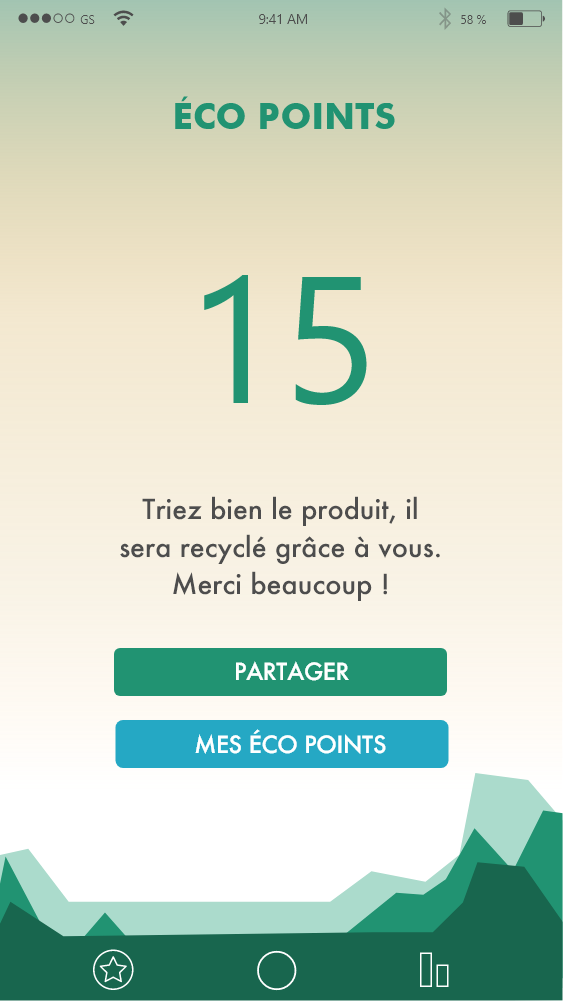 GS 9:41 AM 58 %
ÉCO POINTS
15
Triez bien le produit, il
sera recyclé grâce à vous.
Merci beaucoup !
PARTAGER
MES ÉCO POINTS